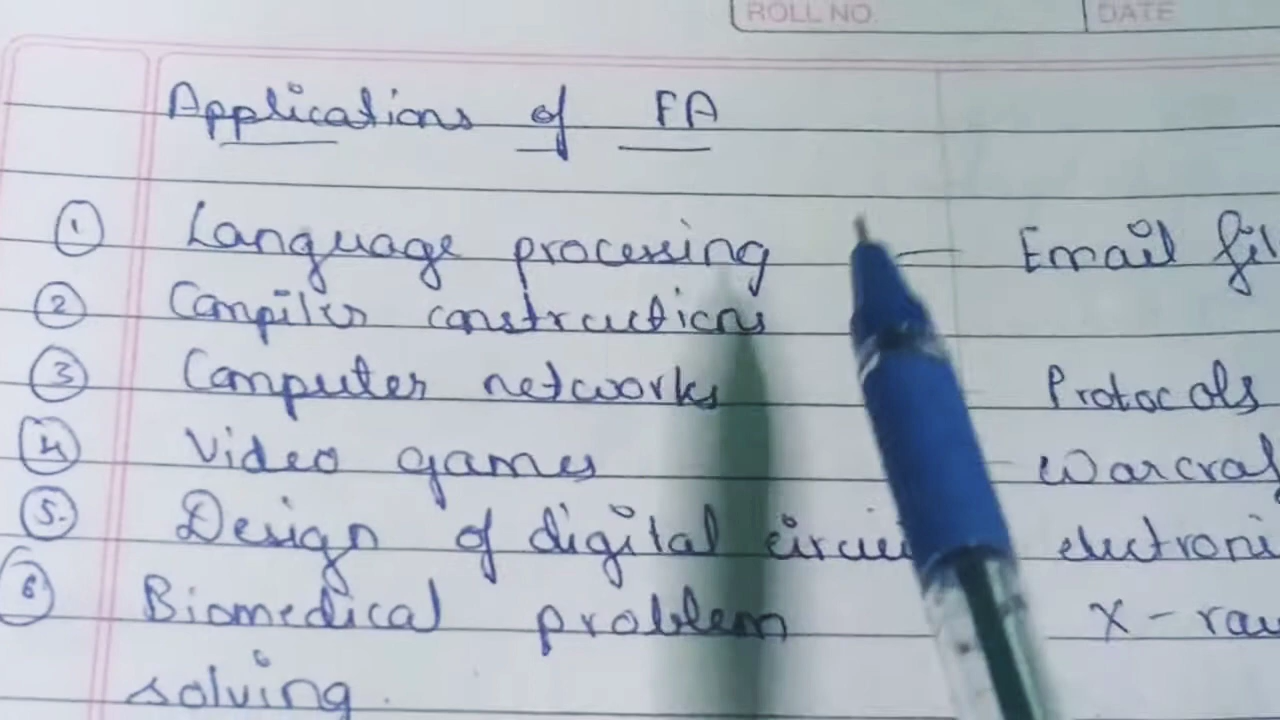 ROLL NO. DATE
Applications of FA
1 Language processing — Email fil
2 Compiler constructions
3 Computer networks Protocols
4 Video games Warcraf
5. Design of digital circui electroni
6 Biomedical problem X-ray
solving.